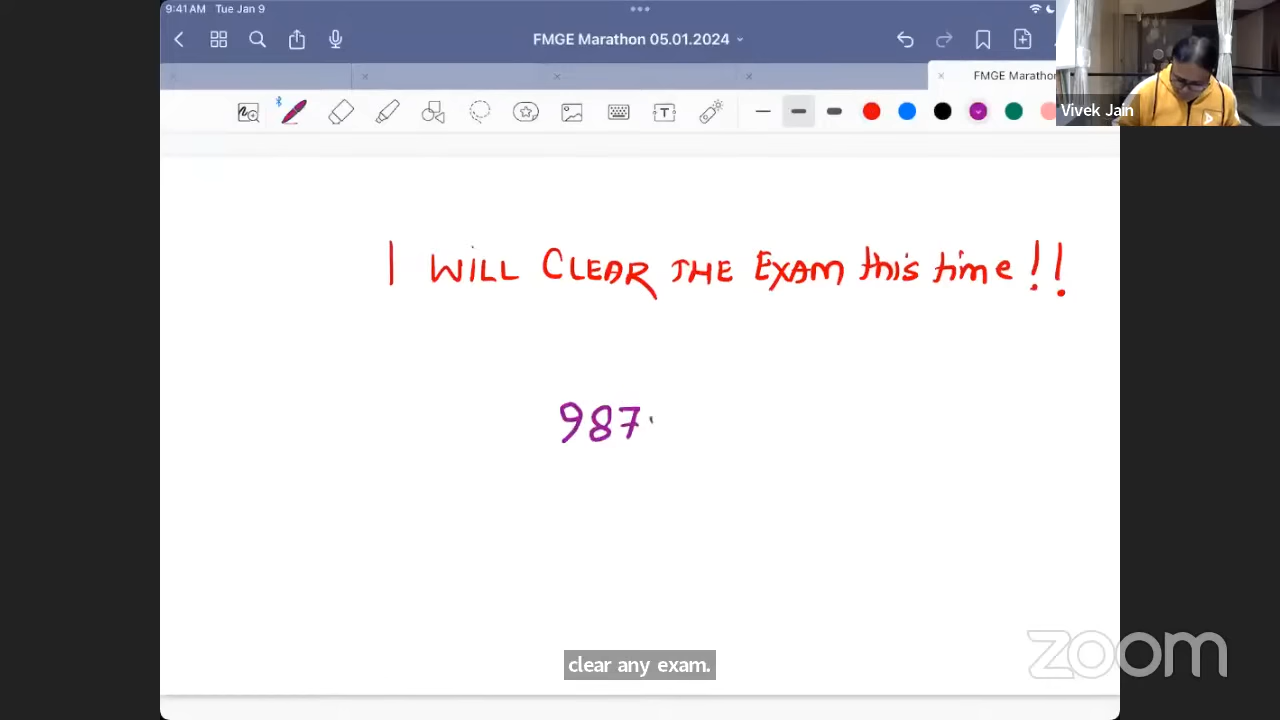 9:41 AM Tue Jan 9
FMGE Marathon 05.01.2024
FMGE Marathon
T
Vivek Jain
I WILL CLEAR THE EXAM this time!!
987
clear any exam.
zoom